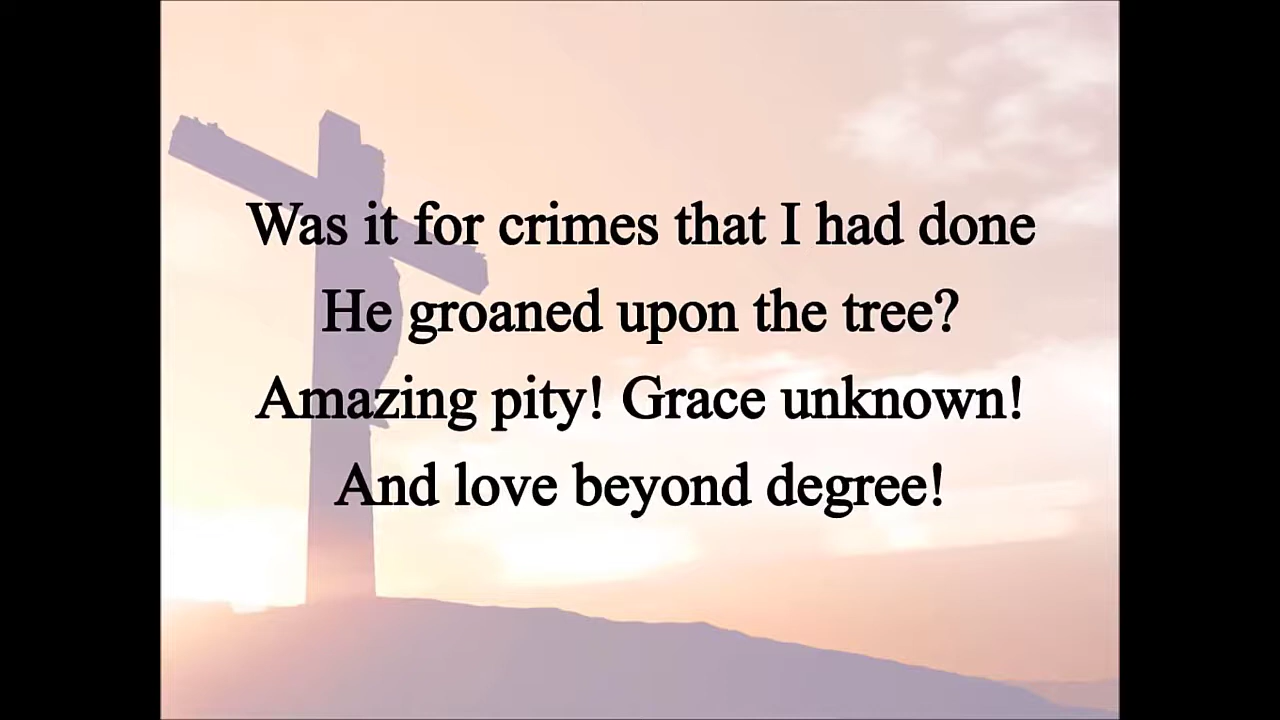 Was it for crimes that I had done
He groaned upon the tree?
Amazing pity! Grace unknown!
And love beyond degree!